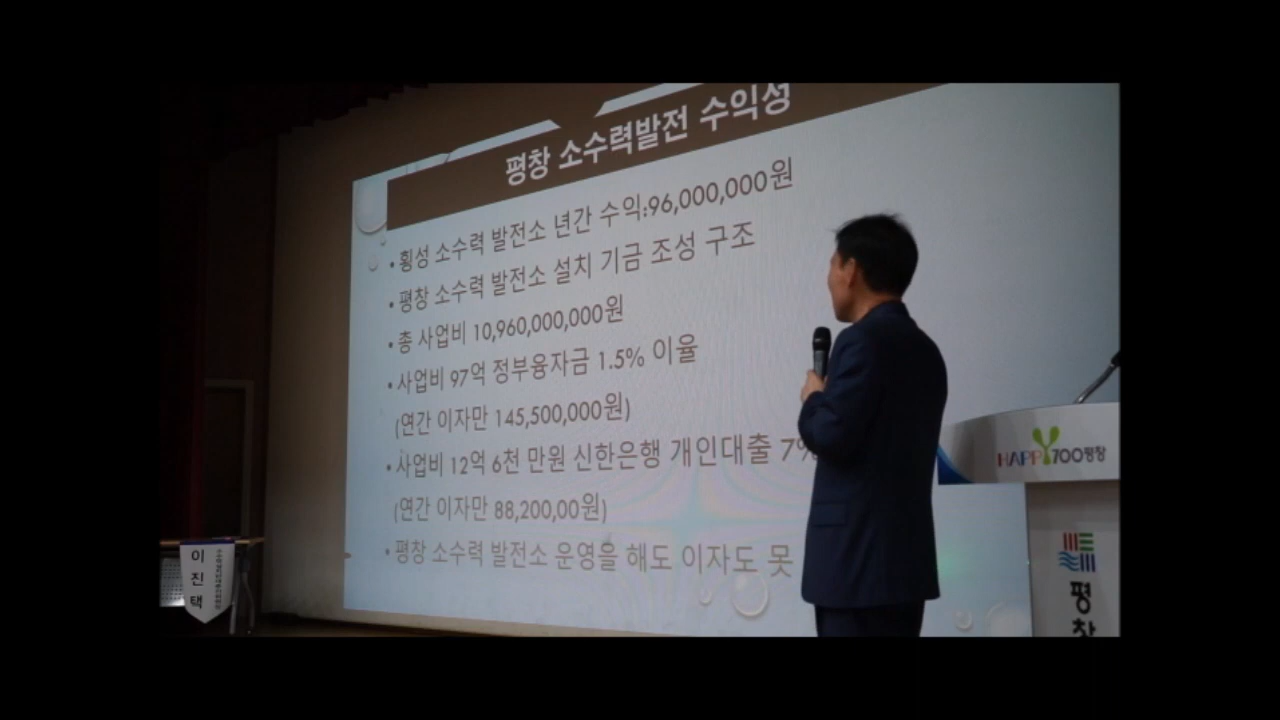 평창 소수력발전 수익성
• 횡성 소수력 발전소 년간 수익:96,000,000원
• 평창 소수력 발전소 설치 기금 조성 구조
• 총 사업비 10,960,000,000원
• 사업비 97억 정부융자금 1.5% 이율
(연간 이자만 145,500,000원)
• 사업비 12억 6천 만원 신한은행 개인대출 7%
(연간 이자만 88,200,00원)
• 평창 소수력 발전소 운영을 해도 이자도 못
HAPPY700평창
평창
이진택